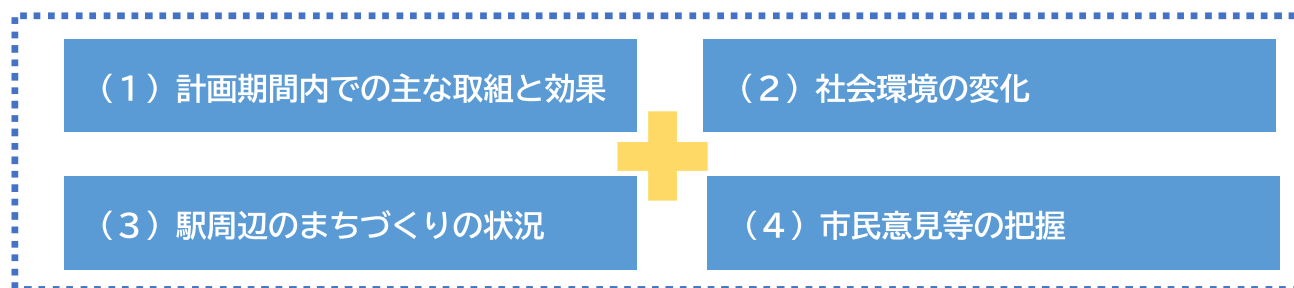 （１）計画期間内での主な取組と効果
（２）社会環境の変化
（３）駅周辺のまちづくりの状況
（４）市民意見等の把握